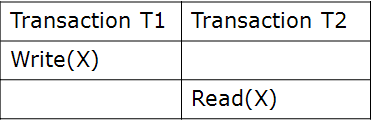 Transaction T1 Transaction T2
Write(X)
Read(X)